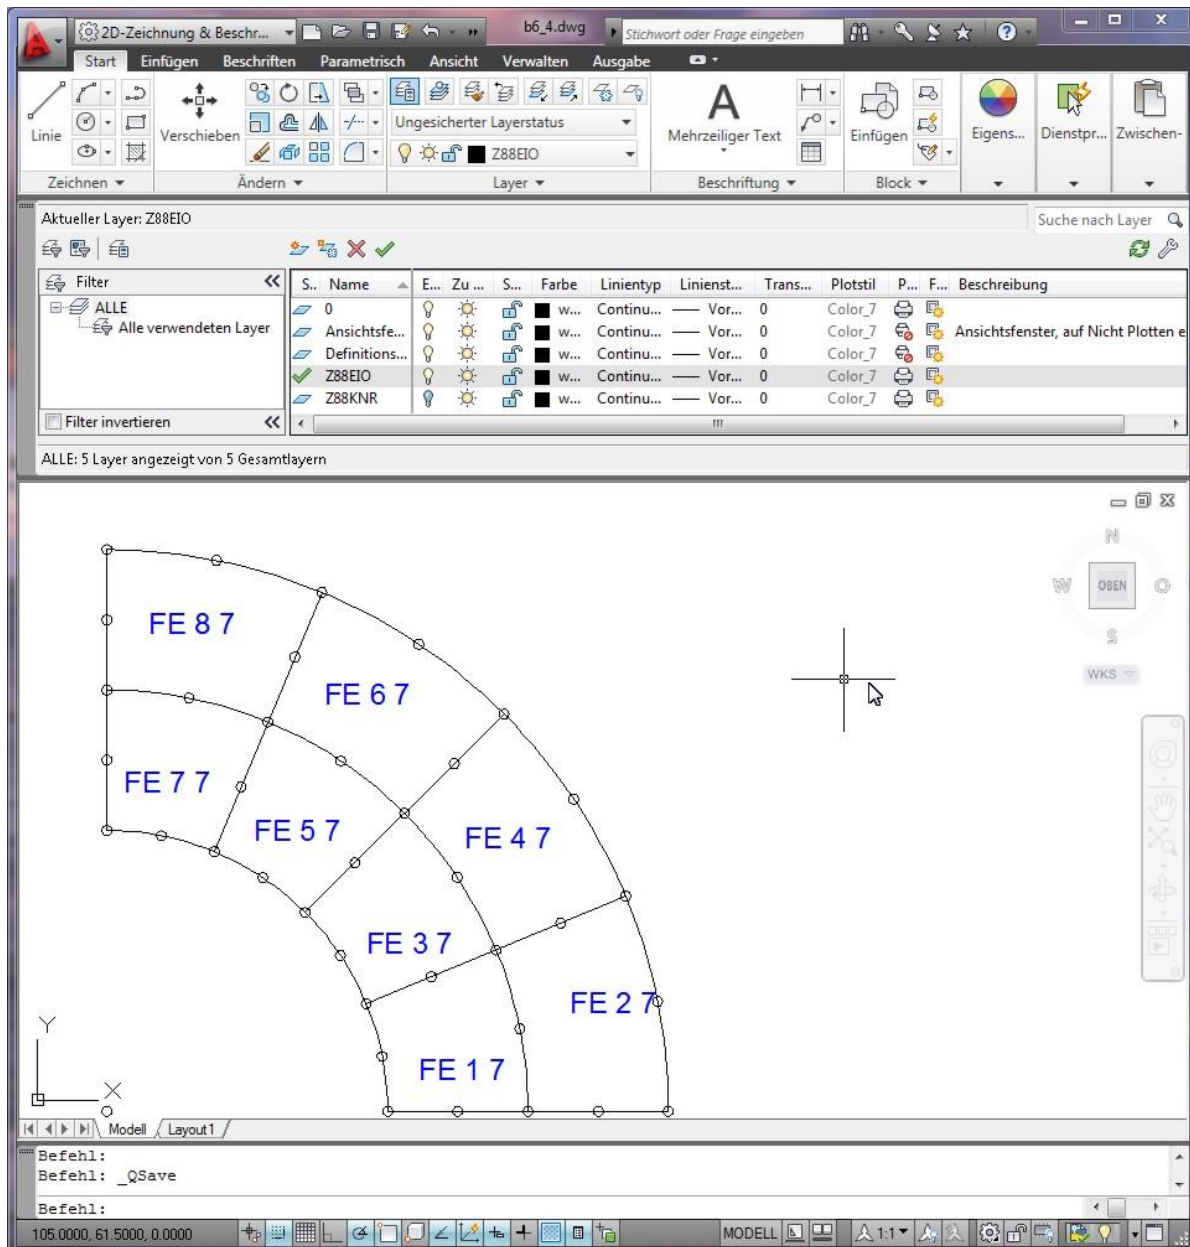 2D-Zeichnung & Beschr... b6_4.dwg Stichwort oder Frage eingeben
Start Einfügen Beschriften Parametrisch Ansicht Verwalten Ausgabe
Linie Verschieben Ungesicherter Layerstatus Mehrzeiliger Text Einfügen Eigens... Dienstpr... Zwischen-
Z88EIO
Zeichnen Ändern Layer Beschriftung Block
Aktueller Layer: Z88EIO Suche nach Layer
Filter S.. Name E... Zu ... S... Farbe Linientyp Linienst... Trans... Plotstil P... F... Beschreibung
ALLE 0 w... Continu... Vor... 0 Color_7
Alle verwendeten Layer Ansichtsfe... w... Continu... Vor... 0 Color_7 Ansichtsfenster, auf Nicht Plotten e
Definitions... w... Continu... Vor... 0 Color_7
Z88EIO w... Continu... Vor... 0 Color_7
Z88KNR w... Continu... Vor... 0 Color_7
Filter invertieren
ALLE: 5 Layer angezeigt von 5 Gesamtlayern
N
W OBEN O
S
WKS
FE 8 7
FE 6 7
FE 7 7
FE 5 7
FE 4 7
FE 3 7
FE 2 7
FE 1 7
Y
X
Modell Layout1
Befehl:
Befehl: _QSave
Befehl:
105.0000, 61.5000, 0.0000 MODELL 1:1